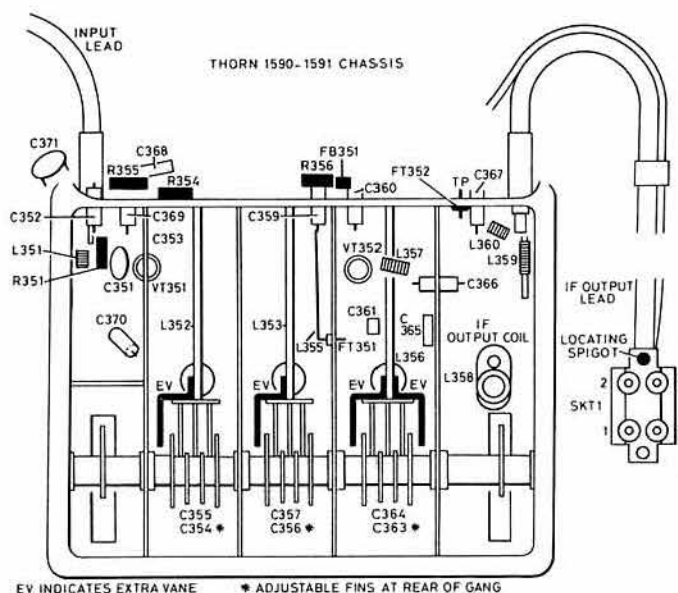 INPUT
LEAD
THORN 1590-1591 CHASSIS
C371
C368
R355
R354
R356
FB351
C360
FT352
TP
C367
C352
C369
C359
C353
L351
R351
C351
VT351
VT352
L357
L360
L359
C366
C370
L352
L353
L355
FT351
C361
C
365
L356
IF
OUTPUT
COIL
L358
IF OUTPUT
LEAD
LOCATING
SPIGOT
2
SKT1
1
EV
EV
EV
EV
C355
C354 *
C357
C356 *
C364
C363 *
EV INDICATES EXTRA VANE
* ADJUSTABLE FINS AT REAR OF GANG